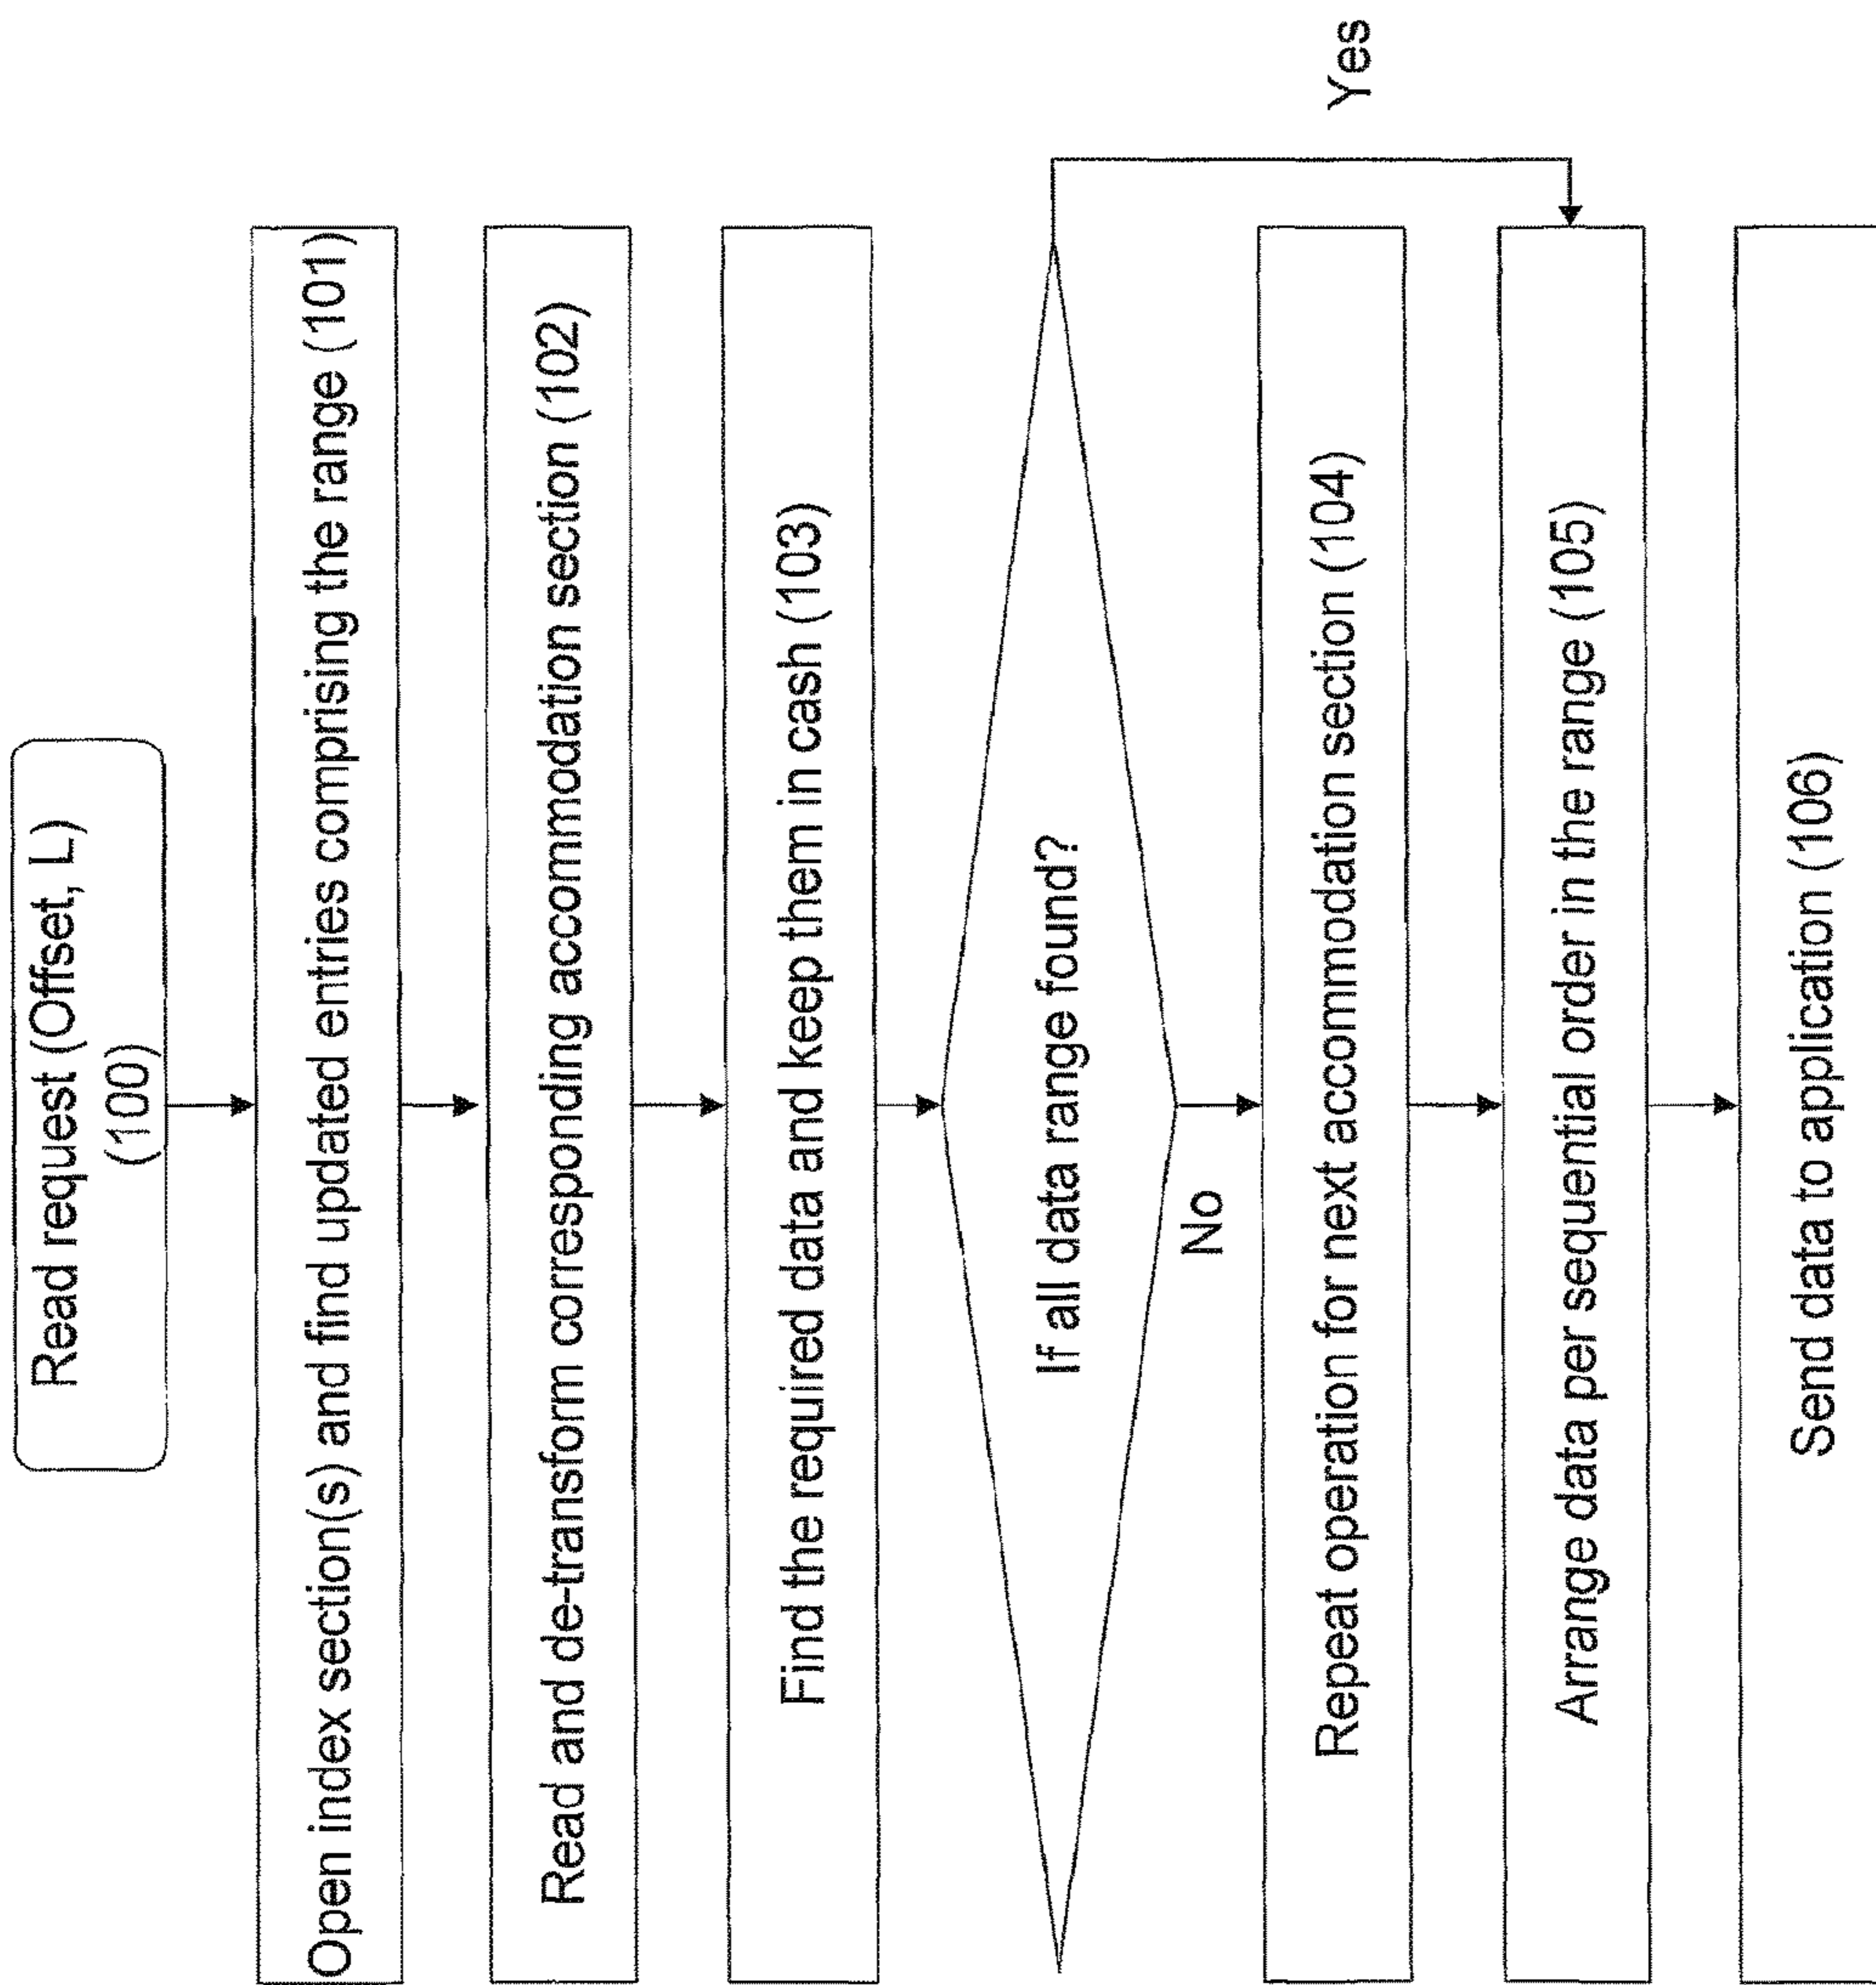 Read request (Offset, L)
(100)
Open index section(s) and find updated entries comprising the range (101)
Read and de-transform corresponding accommodation section (102)
Find the required data and keep them in cash (103)
If all data range found?
Yes
No
Repeat operation for next accommodation section (104)
Arrange data per sequential order in the range (105)
Send data to application (106)